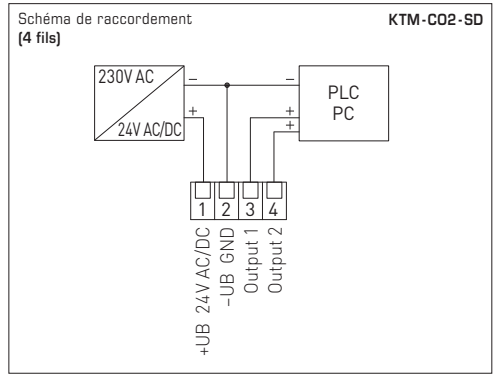 Schéma de raccordement
(4 fils)
KTM-CO2-SD
230V AC
24V AC/DC
–
+
–
+
+
PLC
PC
1 2 3 4
+UB 24V AC/DC
–UB GND
Output 1
Output 2